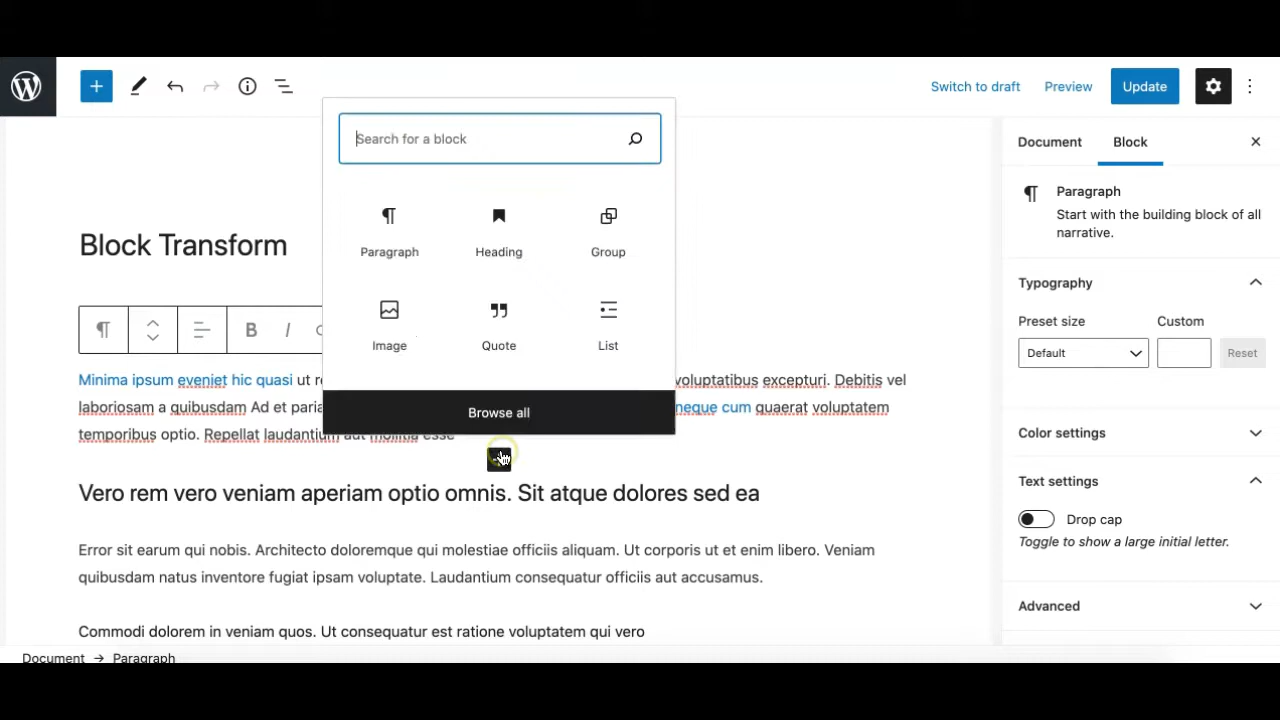 Switch to draft Preview Update
Search for a block
Document Block
Paragraph
Start with the building block of all
narrative.
Paragraph Heading Group
Block Transform
Typography
Preset size Custom
Default Reset
B I
Image Quote List
Minima ipsum eveniet hic quasi ut voluptatibus excepturi. Debitis vel
laboriosam a quibusdam Ad et neque cum quaerat voluptatem
temporibus optio. Repellat laudantium aut mollitia esse
Browse all
Color settings
Text settings
Vero rem vero veniam aperiam optio omnis. Sit atque dolores sed ea
Drop cap
Toggle to show a large initial letter.
Error sit earum qui nobis. Architecto doloremque qui molestiae officiis aliquam. Ut corporis ut et enim libero. Veniam
quibusdam natus inventore fugiat ipsam voluptate. Laudantium consequatur officiis aut accusamus.
Advanced
Commodi dolorem in veniam quos. Ut consequatur est ratione voluptatem qui vero
Document → Paragraph